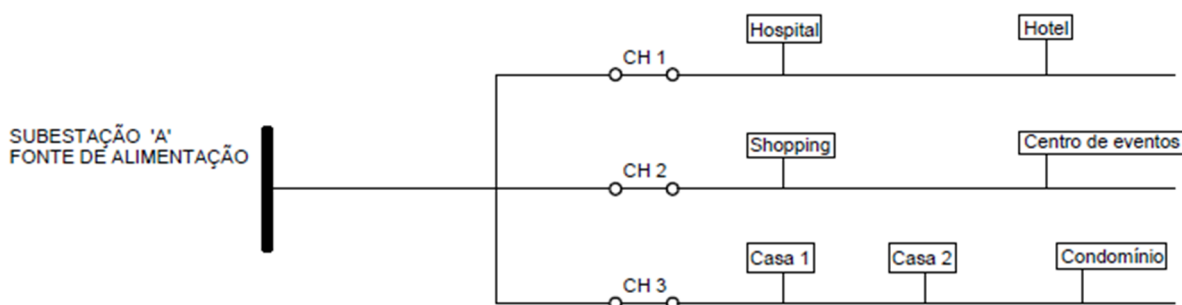 Hospital
Hotel
CH 1
SUBESTAÇÃO 'A'
FONTE DE ALIMENTAÇÃO
Shopping
Centro de eventos
CH 2
Casa 1
Casa 2
Condomínio
CH 3